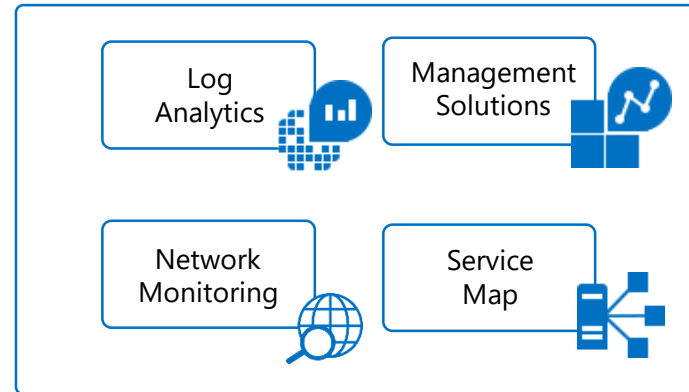 Log
Analytics
Management
Solutions
Network
Monitoring
Service
Map